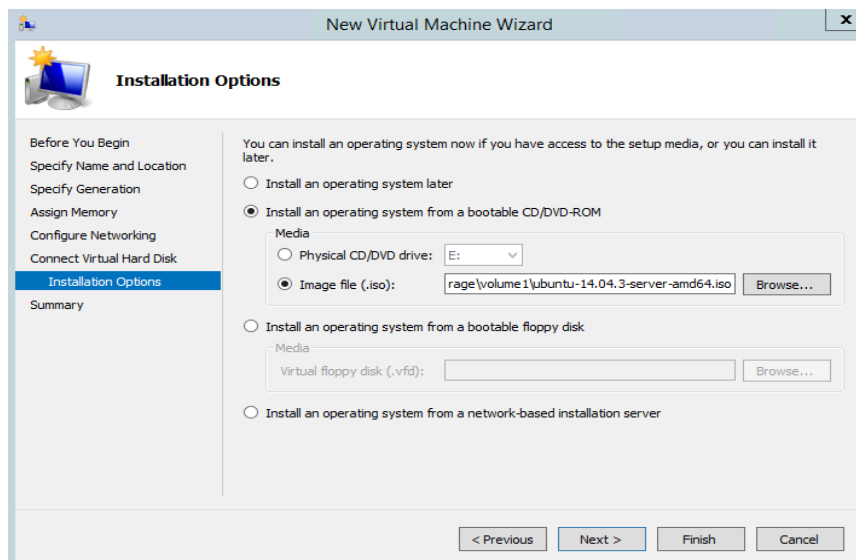 New Virtual Machine Wizard
x
Installation Options
Before You Begin
Specify Name and Location
Specify Generation
Assign Memory
Configure Networking
Connect Virtual Hard Disk
Installation Options
Summary
You can install an operating system now if you have access to the setup media, or you can install it
later.
Install an operating system later
Install an operating system from a bootable CD/DVD-ROM
Media
Physical CD/DVD drive: E:
Image file (.iso): rage\volume1\ubuntu-14.04.3-server-amd64.iso Browse...
Install an operating system from a bootable floppy disk
Media
Virtual floppy disk (.vfd): Browse...
Install an operating system from a network-based installation server
< Previous Next > Finish Cancel